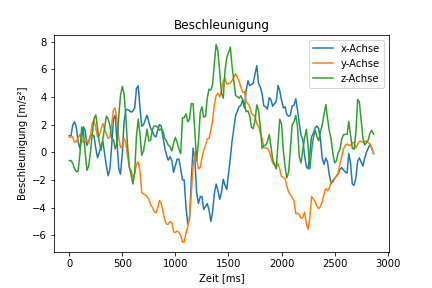 Beschleunigung
Beschleunigung [m/s²]
8
6
4
2
0
−2
−4
−6
x-Achse
y-Achse
z-Achse
0
500
1000
1500
2000
2500
3000
Zeit [ms]